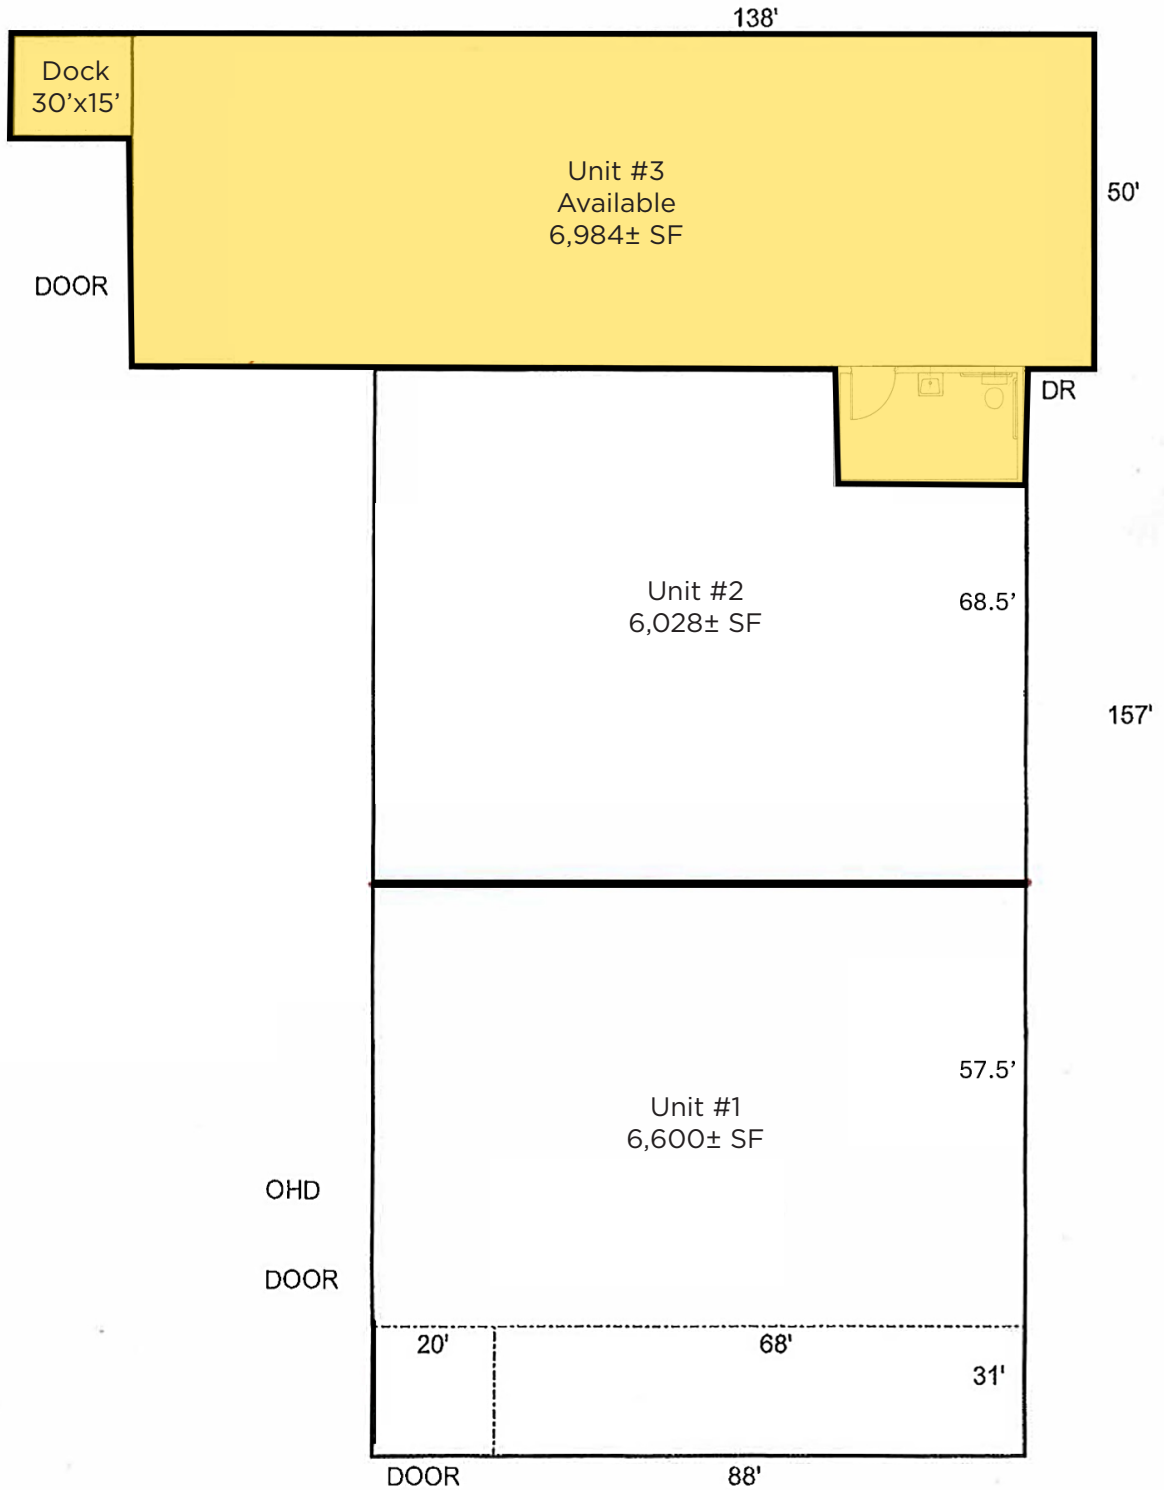 138'
Dock
30’x15’
Unit #3
Available
6,984± SF
50'
DOOR
DR
Unit #2
6,028± SF
68.5’
157'
57.5’
Unit #1
6,600± SF
OHD
DOOR
20'
68'
31'
DOOR
88'